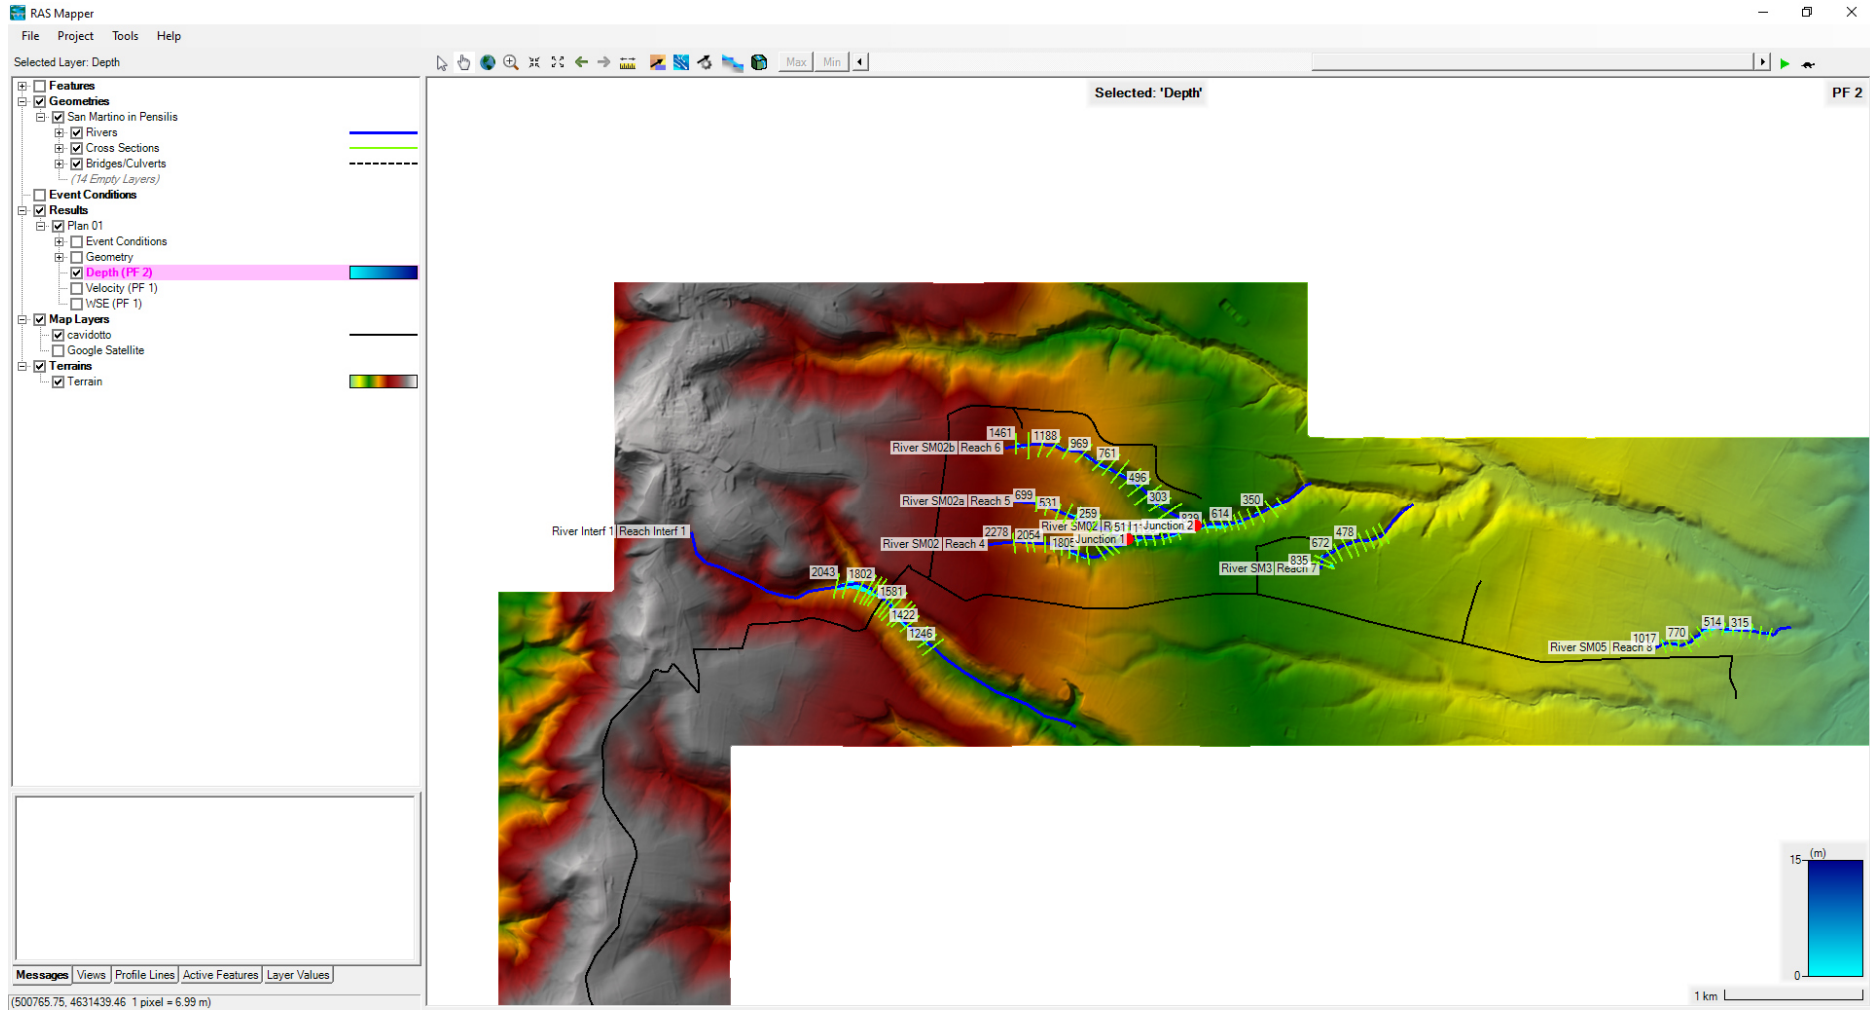 RAS Mapper
File Project Tools Help
Selected Layer: Depth
Max Min
Features
Geometries
San Martino in Pensilis
Rivers
Cross Sections
Bridges/Culverts
(14 Empty Layers)
Event Conditions
Results
Plan 01
Event Conditions
Geometry
Depth (PF 2)
Velocity (PF 1)
WSE (PF 1)
Map Layers
cavidotto
Google Satellite
Terrains
Terrain
Messages Views Profile Lines Active Features Layer Values
(500765.75, 4631439.46 1 pixel = 6.99 m)
Selected: 'Depth'
PF 2
1461 1188 969 761 496 303
River SM02b Reach 6
River SM02a Reach 5 699 531 259
350
614
River SM02
Junction 2
2278 2054
River SM02 Reach 4
Junction 1
River Interf 1 Reach Interf 1
478
672
835
River SM3 Reach 7
2043 1802
1581
1422
1246
514 315
1017 770
River SM05 Reach 8
15 (m)
0
1 km